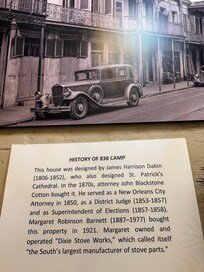 HISTORY OF 838 CAMP
This house was designed by James Harrison Dakin
(1806-1852), who also designed St. Patrick's
Cathedral. In the 1870s, attorney John Blackstone
Cotton bought it. He served as a New Orleans City
Attorney in 1850, as a District Judge (1853-1857)
and as Superintendent of Elections (1857-1858).
Margaret Robinson Barnett (1887–1977) bought
this property in 1921. Margaret owned and
operated "Dixie Stove Works," which called itself
"the South's largest manufacturer of stove parts."